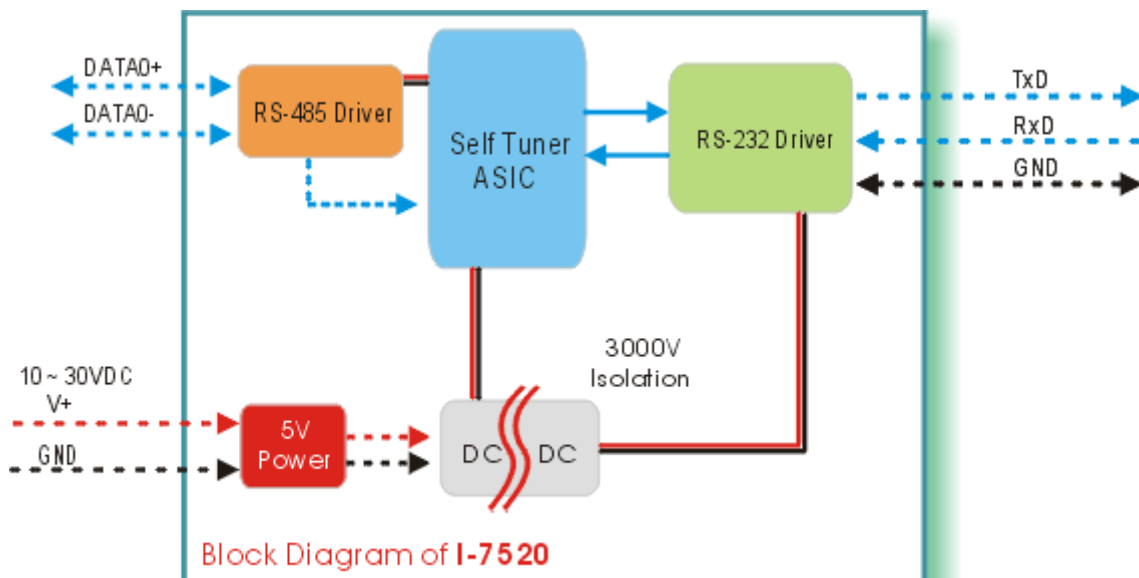 DATA0+
DATA0-
RS-485 Driver
Self Tuner
ASIC
RS-232 Driver
TxD
RxD
GND
3000V
Isolation
10 ~ 30VDC
V+
GND
5V
Power
DC
DC
Block Diagram of I-7520